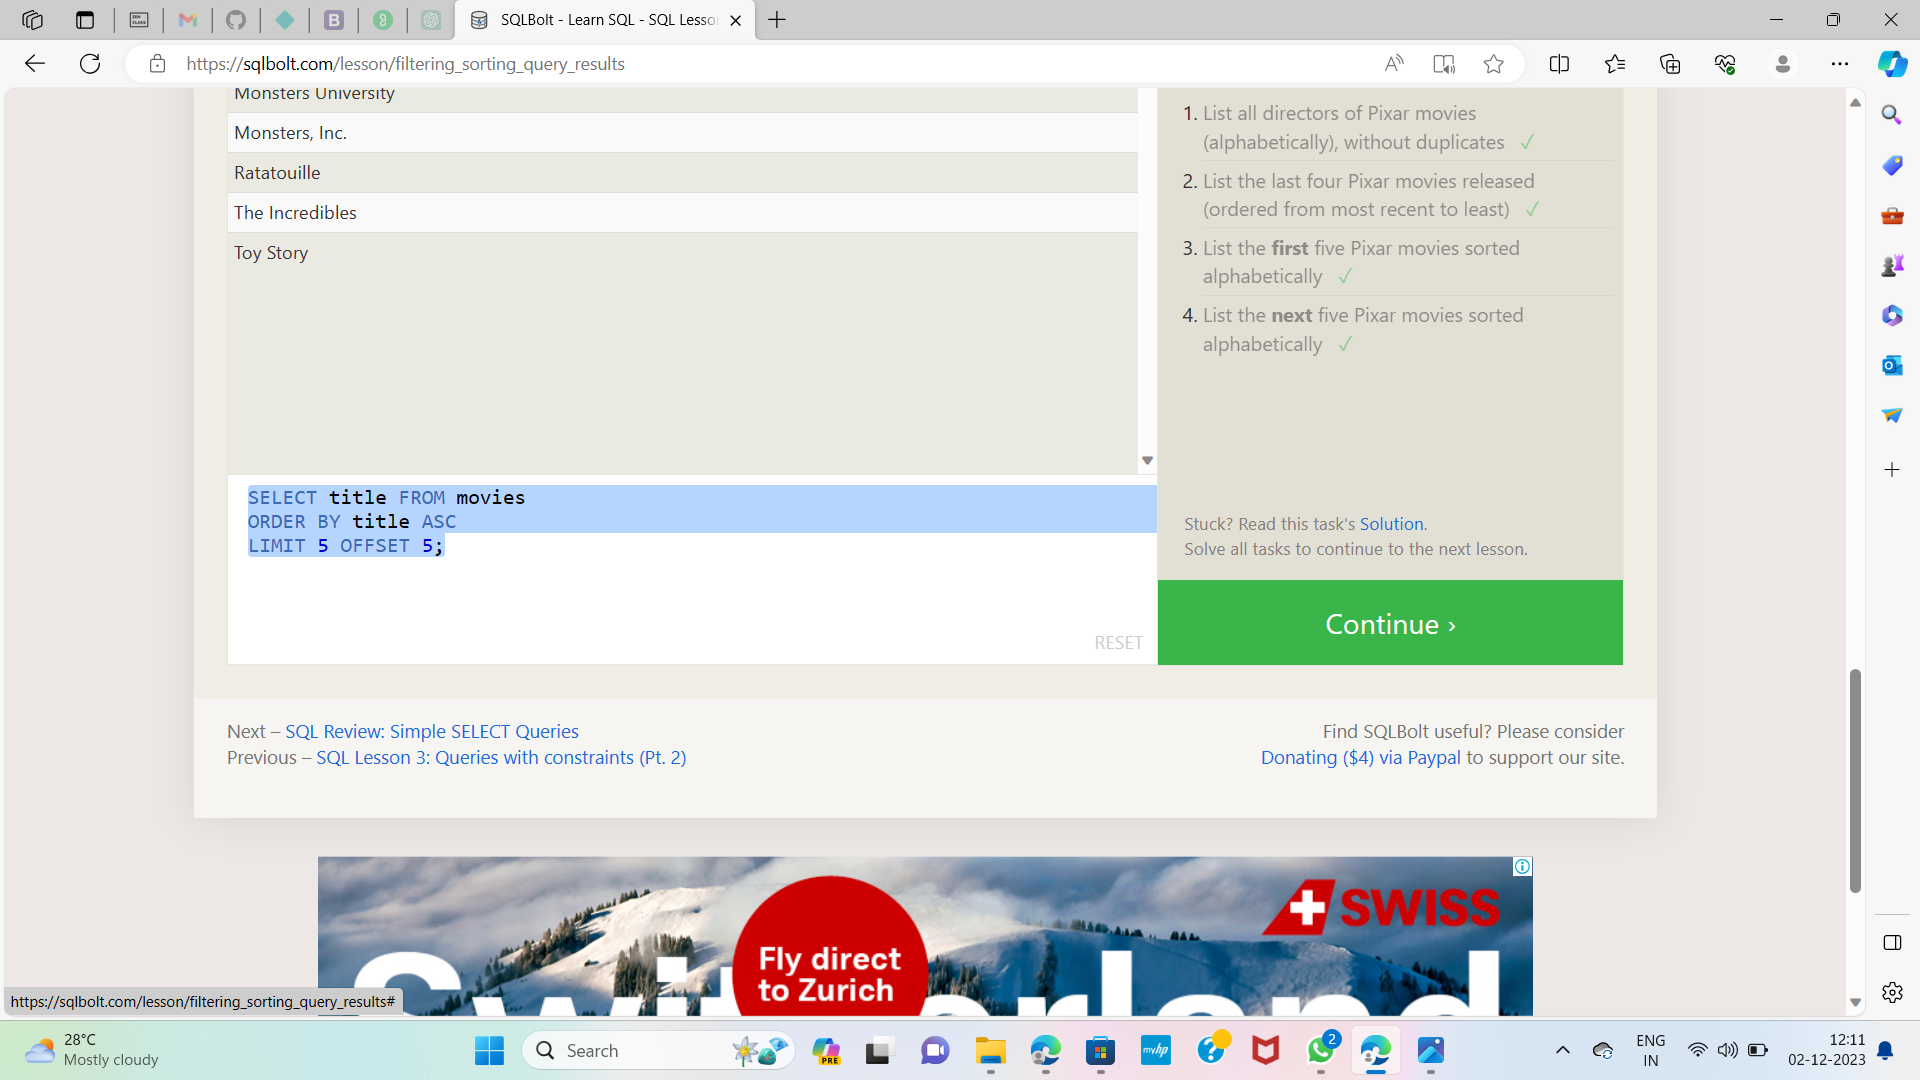 SQLBolt - Learn SQL - SQL Lesso
https://sqlbolt.com/lesson/filtering_sorting_query_results
Monsters University
Monsters, Inc.
Ratatouille
The Incredibles
Toy Story
1. List all directors of Pixar movies
(alphabetically), without duplicates ✓
2. List the last four Pixar movies released
(ordered from most recent to least) ✓
3. List the first five Pixar movies sorted
alphabetically ✓
4. List the next five Pixar movies sorted
alphabetically ✓
SELECT title FROM movies
ORDER BY title ASC
LIMIT 5 OFFSET 5;
RESET
Stuck? Read this task's Solution.
Solve all tasks to continue to the next lesson.
Continue ›
Next – SQL Review: Simple SELECT Queries
Previous – SQL Lesson 3: Queries with constraints (Pt. 2)
Find SQLBolt useful? Please consider
Donating ($4) via Paypal to support our site.
SWISS
Fly direct
to Zurich
Switzerland
https://sqlbolt.com/lesson/filtering_sorting_query_results#
28°C
Mostly cloudy
Search
PRE
myhp
2
ENG
IN
12:11
02-12-2023